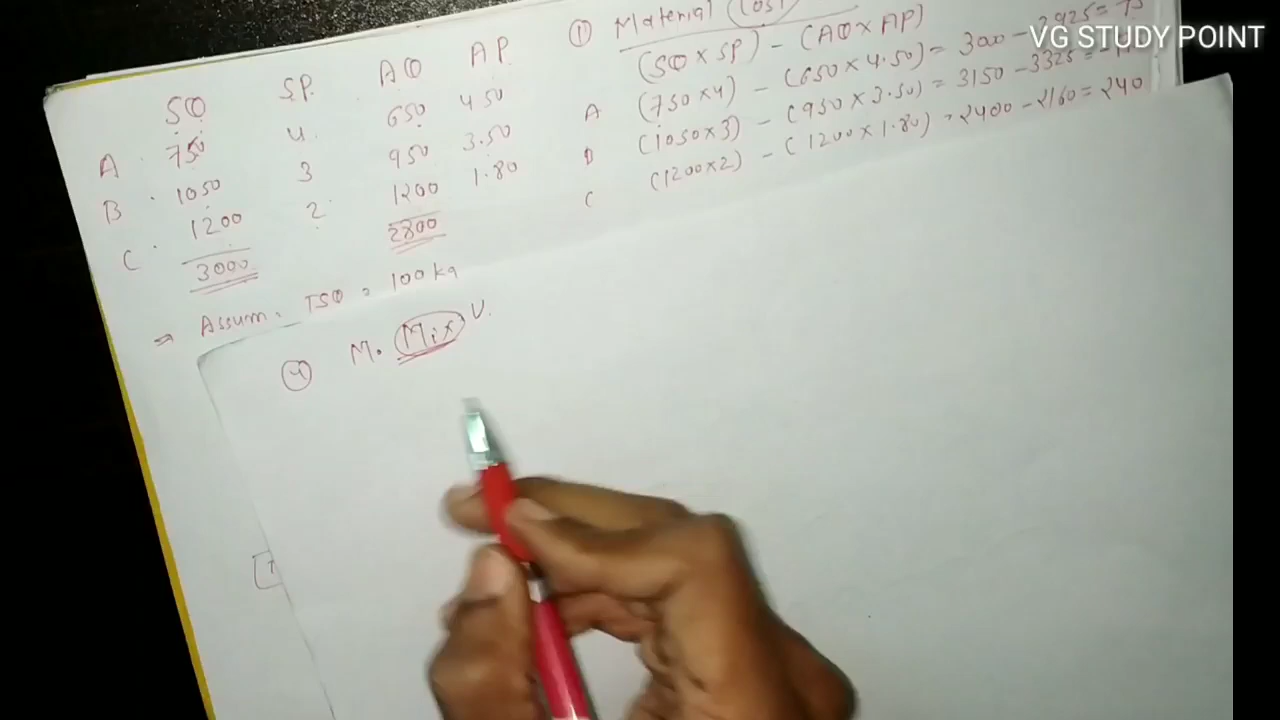 SQ SP. AQ AP
A 750 4. 650 4.50
B 1050 3 950 3.50
C 1200 2 1200 1.80
3000 2800
⇒ Assum. TSQ = 100 kg
① Material Cost
(SQ × SP) - (AQ × AP)
A (750 × 4) - (650 × 4.50) = 3000 - 2925 = 75
B (1050 × 3) - (950 × 3.50) = 3150 - 3325 =
C (1200 × 2) - (1200 × 1.80) = 2400 - 2160 = 240
④ M. Mix V.
VG STUDY POINT